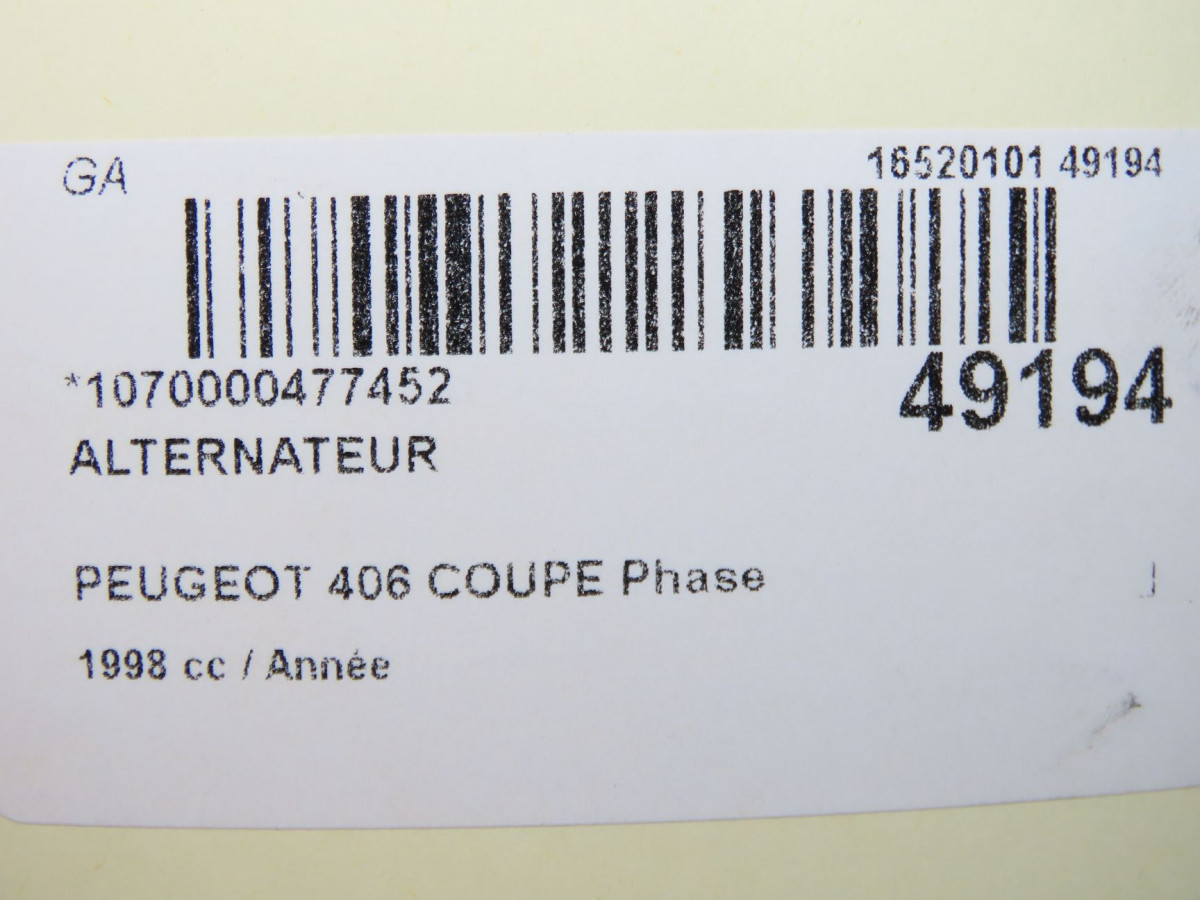 GA
16520101 49194
*1070000477452
49194
ALTERNATEUR
PEUGEOT 406 COUPE Phase
1998 cc / Année